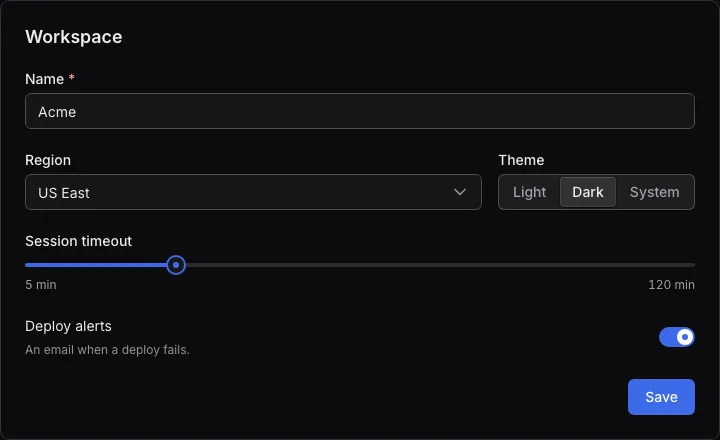 Workspace
Name *
Acme
Region
Theme
US East
Light
Dark
System
Session timeout
5 min
120 min
Deploy alerts
An email when a deploy fails.
Save